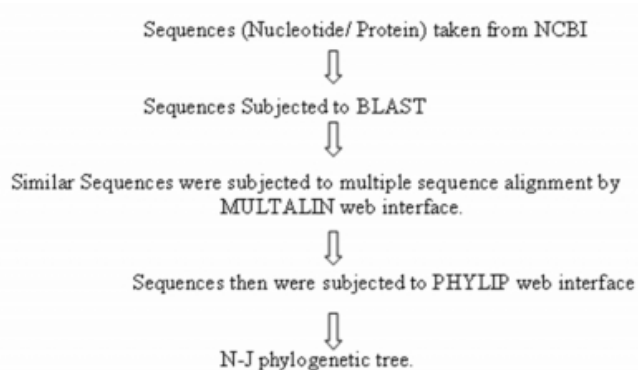 Sequences (Nucleotide/ Protein) taken from NCBI
Sequences Subjected to BLAST
Similar Sequences were subjected to multiple sequence alignment by
MULTALIN web interface.
Sequences then were subjected to PHYLIP web interface
N-J phylogenetic tree.